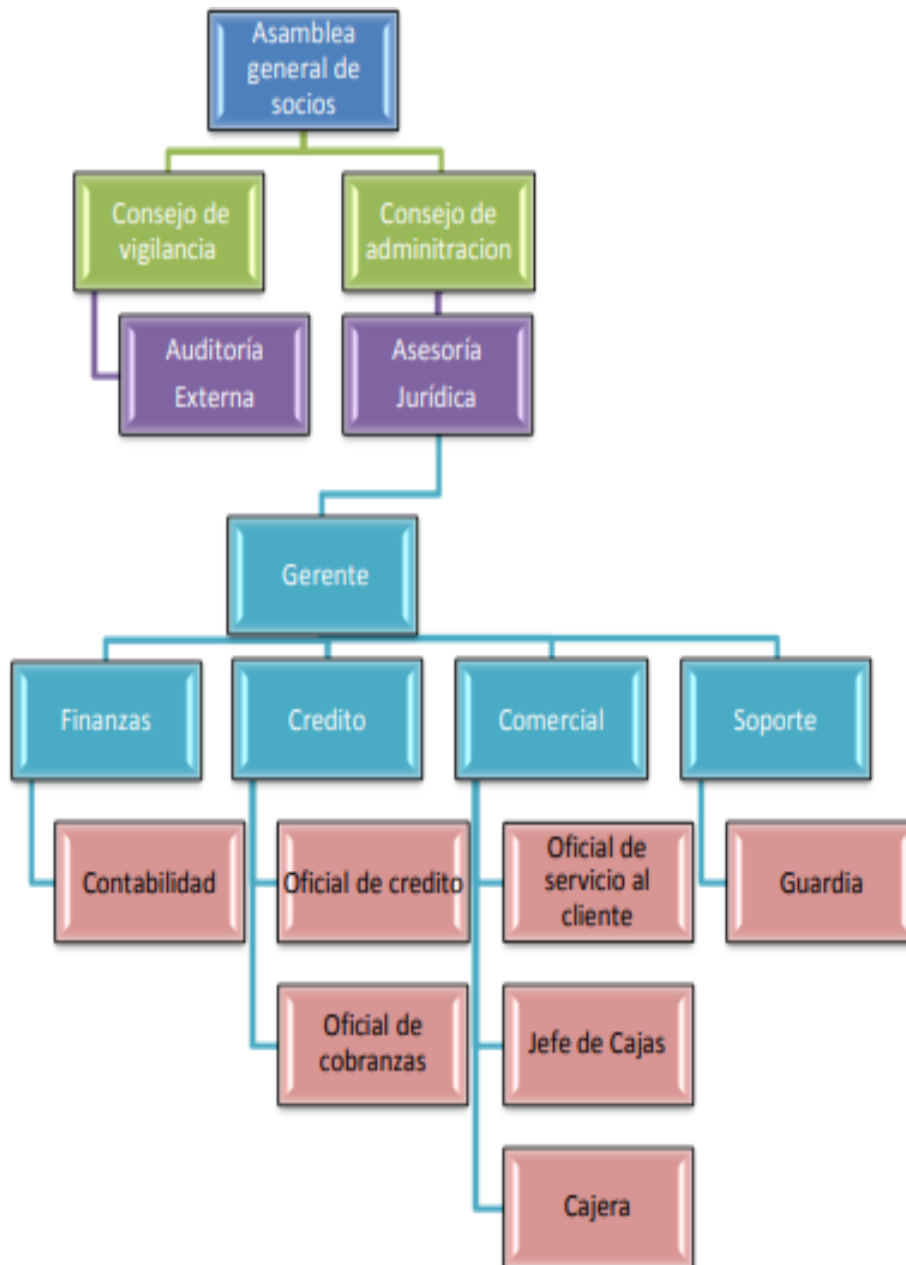 Asamblea
general de
socios
Consejo de
vigilancia
Consejo de
adminitracion
Auditoría
Externa
Asesoría
Jurídica
Gerente
Finanzas
Credito
Comercial
Soporte
Contabilidad
Oficial de credito
Oficial de
servicio al
cliente
Guardia
Oficial de
cobranzas
Jefe de Cajas
Cajera